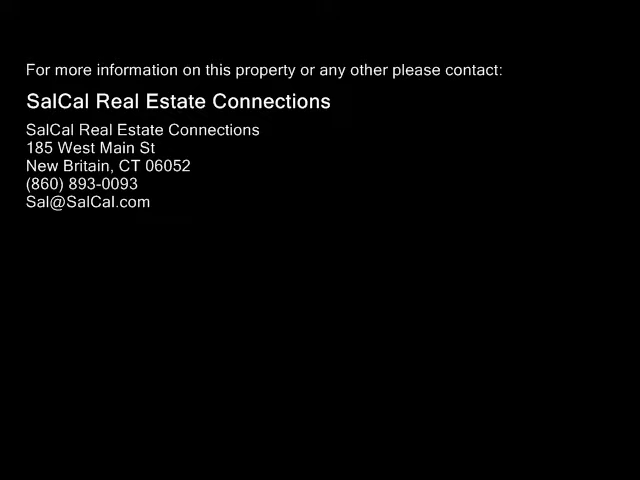 For more information on this property or any other please contact:
SalCal Real Estate Connections
SalCal Real Estate Connections
185 West Main St
New Britain, CT 06052
(860) 893-0093
Sal@SalCal.com